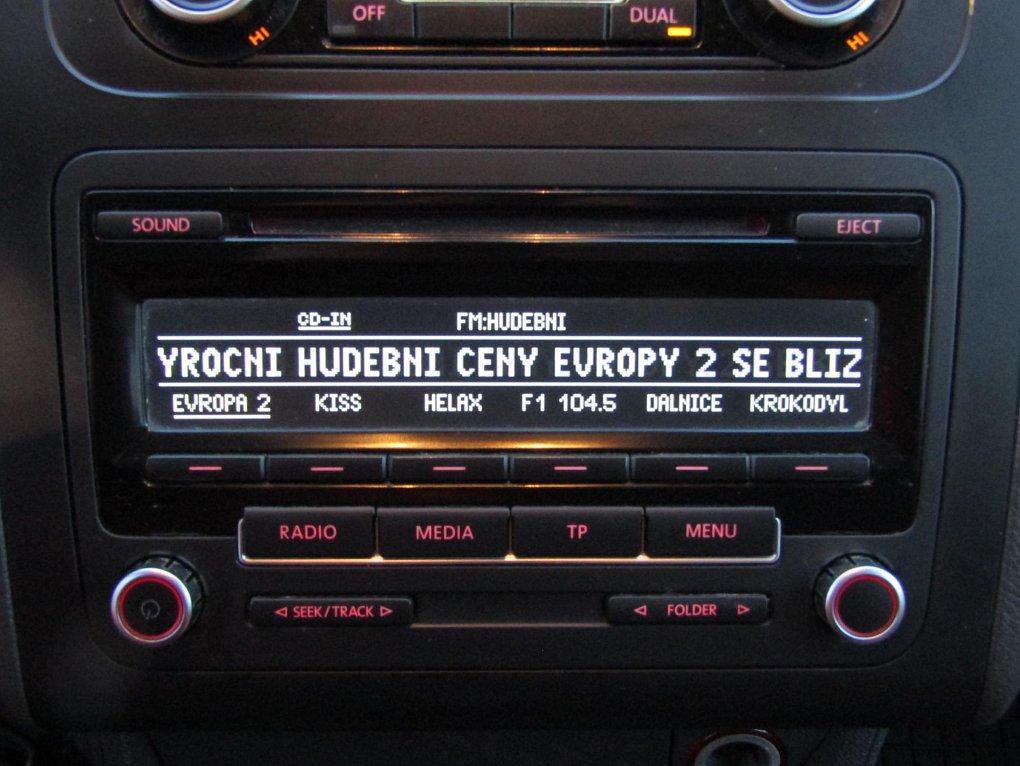 OFF DUAL
HI HI
SOUND EJECT
CD-IN FM:HUDEBNI
YROCNI HUDEBNI CENY EVROPY 2 SE BLIZ
EVROPA 2 KISS HELAX F1 104.5 DALNICE KROKODYL
RADIO MEDIA TP MENU
SEEK/TRACK FOLDER